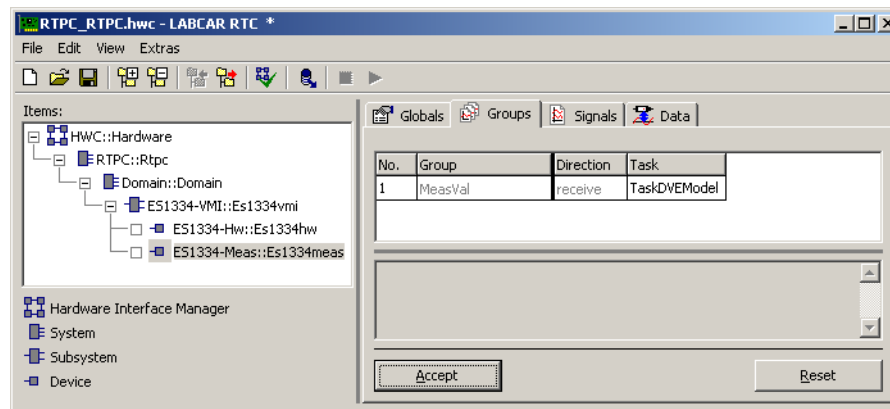 RTPC_RTPC.hwc - LABCAR RTC *
File Edit View Extras
Items:
HWC::Hardware
RTPC::Rtpc
Domain::Domain
ES1334-VMI::Es1334vmi
ES1334-Hw::Es1334hw
ES1334-Meas::Es1334meas
Hardware Interface Manager
System
Subsystem
Device
Globals Groups Signals Data
No. Group Direction Task
1 MeasVal receive TaskDVEModel
Accept Reset